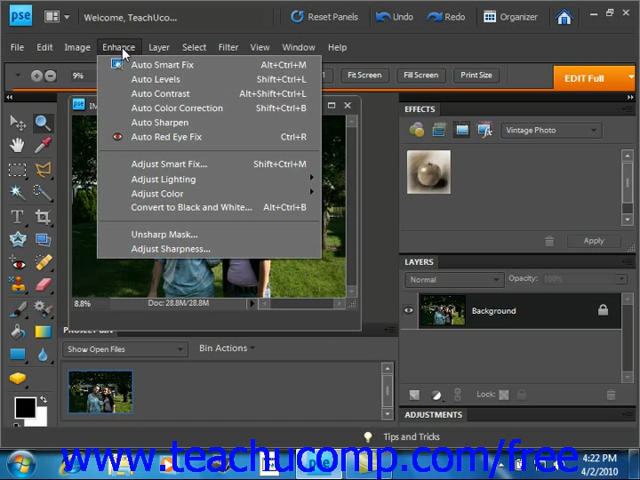 pse Welcome, TeachUco... Reset Panels Undo Redo Organizer
File Edit Image Enhance Layer Select Filter View Window Help
9% Fit Screen Fit Screen Print Size EDIT Full
Auto Smart Fix Alt+Ctrl+M
Auto Levels Shift+Ctrl+L
Auto Contrast Alt+Shift+Ctrl+L
Auto Color Correction Shift+Ctrl+B
Auto Sharpen
Auto Red Eye Fix Ctrl+R
Adjust Smart Fix... Shift+Ctrl+M
Adjust Lighting
Adjust Color
Convert to Black and White... Alt+Ctrl+B
Unsharp Mask...
Adjust Sharpness...
EFFECTS
Vintage Photo
Apply
LAYERS
Normal Opacity: 100%
Background
Lock:
ADJUSTMENTS
8.8% Doc: 28.8M/28.8M
PROJECT BIN
Show Open Files Bin Actions
Tips and Tricks
www.teachucomp.com/free
pse
4:22 PM
4/2/2010